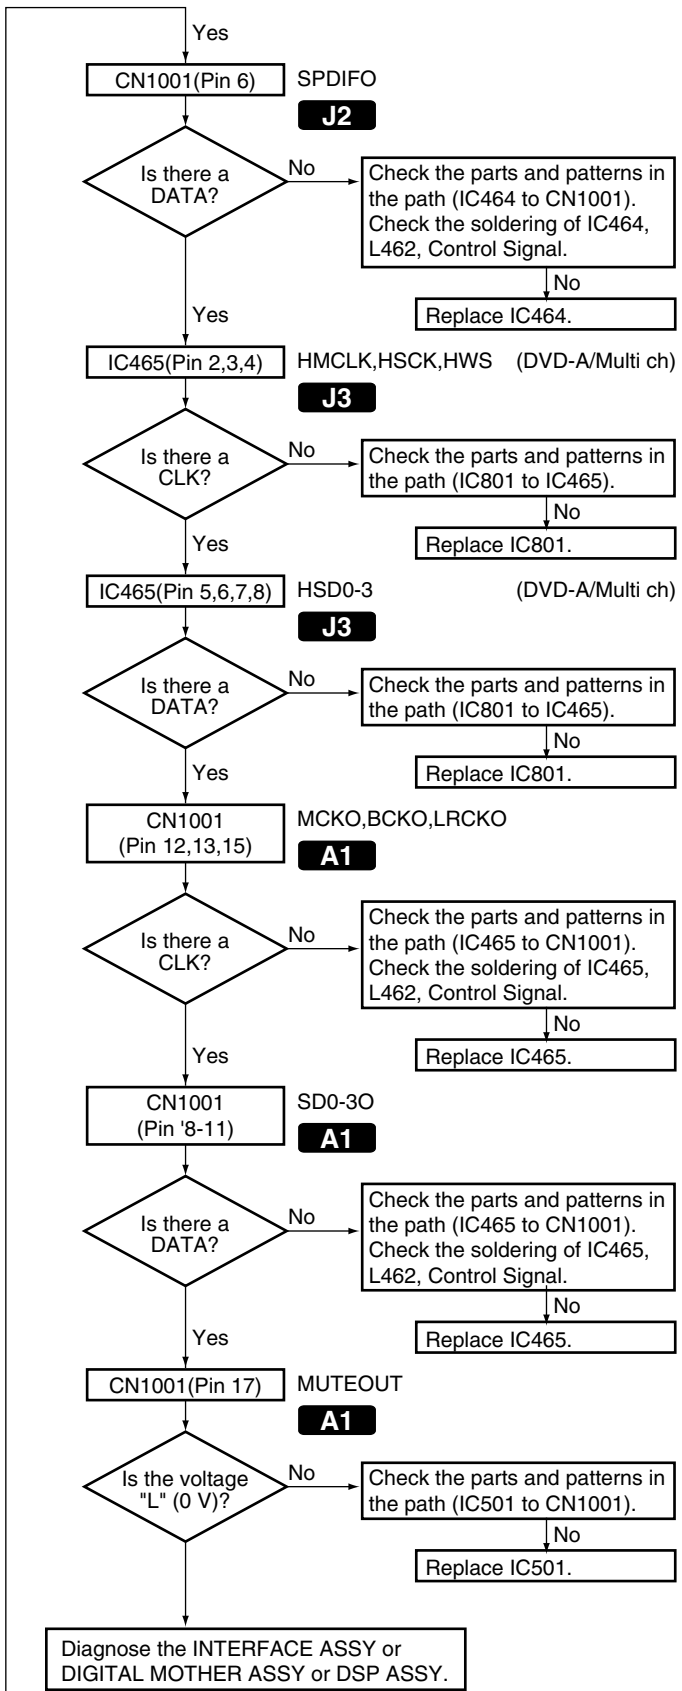 Yes
CN1001(Pin 6) SPDIFO
J2
Is there a
DATA?
No
Check the parts and patterns in
the path (IC464 to CN1001).
Check the soldering of IC464,
L462, Control Signal.
No
Replace IC464.
Yes
IC465(Pin 2,3,4) HMCLK,HSCK,HWS (DVD-A/Multi ch)
J3
Is there a
CLK?
No
Check the parts and patterns in
the path (IC801 to IC465).
No
Replace IC801.
Yes
IC465(Pin 5,6,7,8) HSD0-3 (DVD-A/Multi ch)
J3
Is there a
DATA?
No
Check the parts and patterns in
the path (IC801 to IC465).
No
Replace IC801.
Yes
CN1001
(Pin 12,13,15)
MCKO,BCKO,LRCKO
A1
Is there a
CLK?
No
Check the parts and patterns in
the path (IC465 to CN1001).
Check the soldering of IC465,
L462, Control Signal.
No
Replace IC465.
Yes
CN1001
(Pin '8-11)
SD0-3O
A1
Is there a
DATA?
No
Check the parts and patterns in
the path (IC465 to CN1001).
Check the soldering of IC465,
L462, Control Signal.
No
Replace IC465.
Yes
CN1001(Pin 17) MUTEOUT
A1
Is the voltage
"L" (0 V)?
No
Check the parts and patterns in
the path (IC501 to CN1001).
No
Replace IC501.
Diagnose the INTERFACE ASSY or
DIGITAL MOTHER ASSY or DSP ASSY.